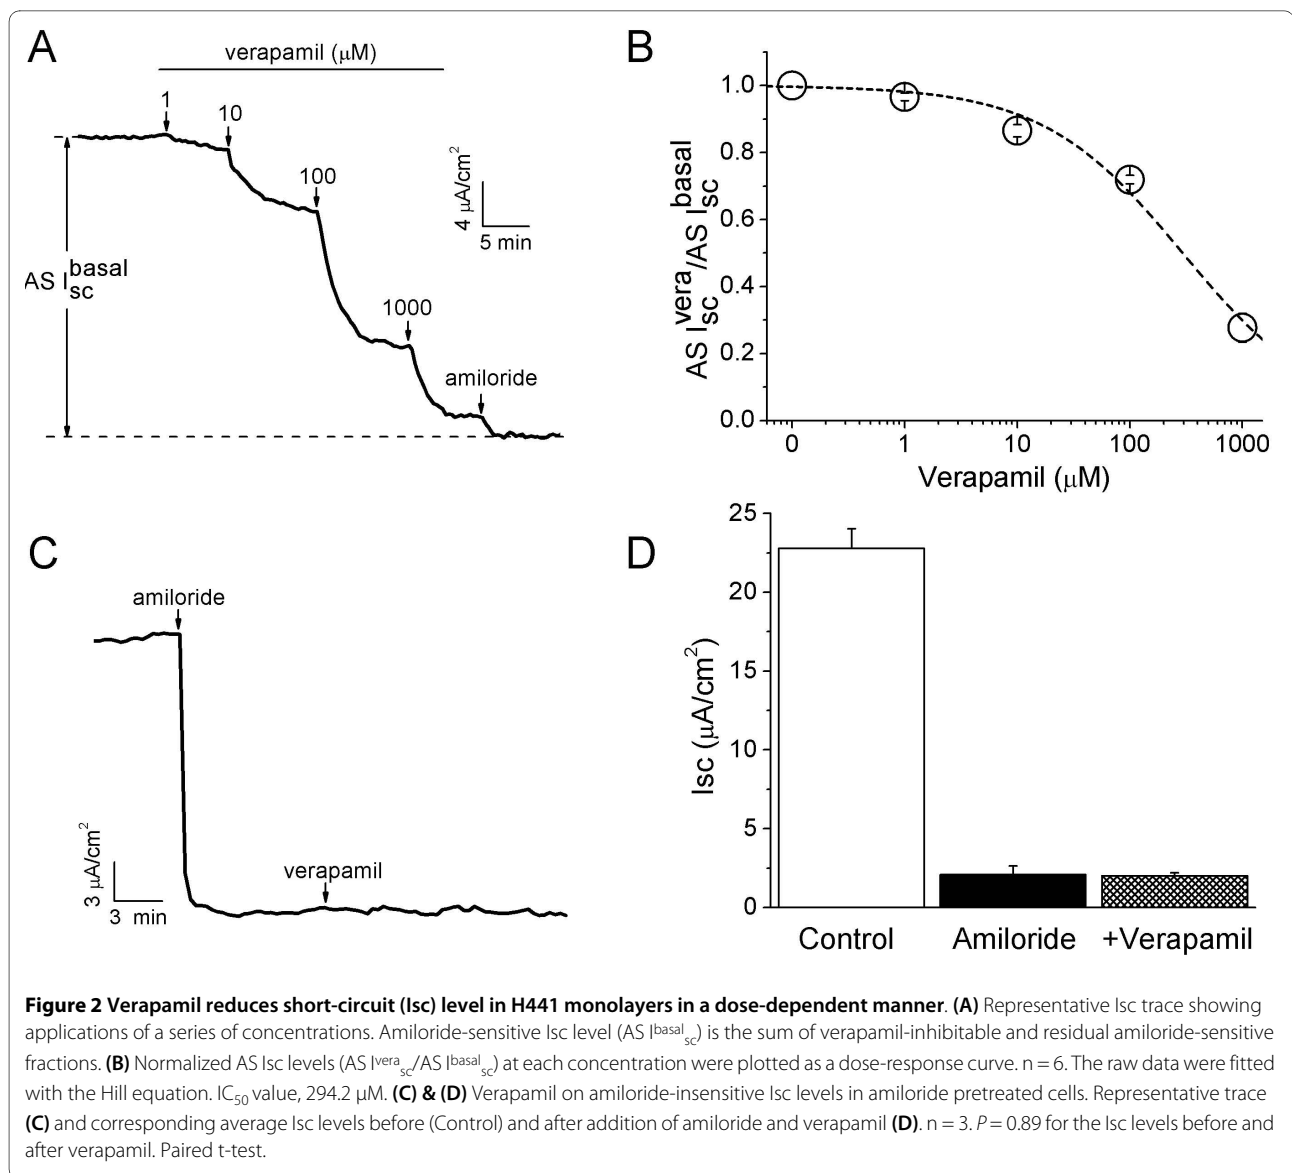 A
verapamil (μM)
1
10
100
1000
amiloride
4 μA/cm²
5 min
AS I basal sc
B
AS I vera sc /AS I basal sc
1.0
0.8
0.6
0.4
0.2
0.0
0 1 10 100 1000
Verapamil (μM)
C
amiloride
verapamil
3 μA/cm²
3 min
D
Isc (μA/cm²)
25
20
15
10
5
0
Control Amiloride +Verapamil
Figure 2 Verapamil reduces short-circuit (Isc) level in H441 monolayers in a dose-dependent manner. (A) Representative Isc trace showing
applications of a series of concentrations. Amiloride-sensitive Isc level (AS I^basal_sc) is the sum of verapamil-inhibitable and residual amiloride-sensitive
fractions. (B) Normalized AS Isc levels (AS I^vera_sc/AS I^basal_sc) at each concentration were plotted as a dose-response curve. n = 6. The raw data were fitted
with the Hill equation. IC₅₀ value, 294.2 μM. (C) & (D) Verapamil on amiloride-insensitive Isc levels in amiloride pretreated cells. Representative trace
(C) and corresponding average Isc levels before (Control) and after addition of amiloride and verapamil (D). n = 3. P = 0.89 for the Isc levels before and
after verapamil. Paired t-test.